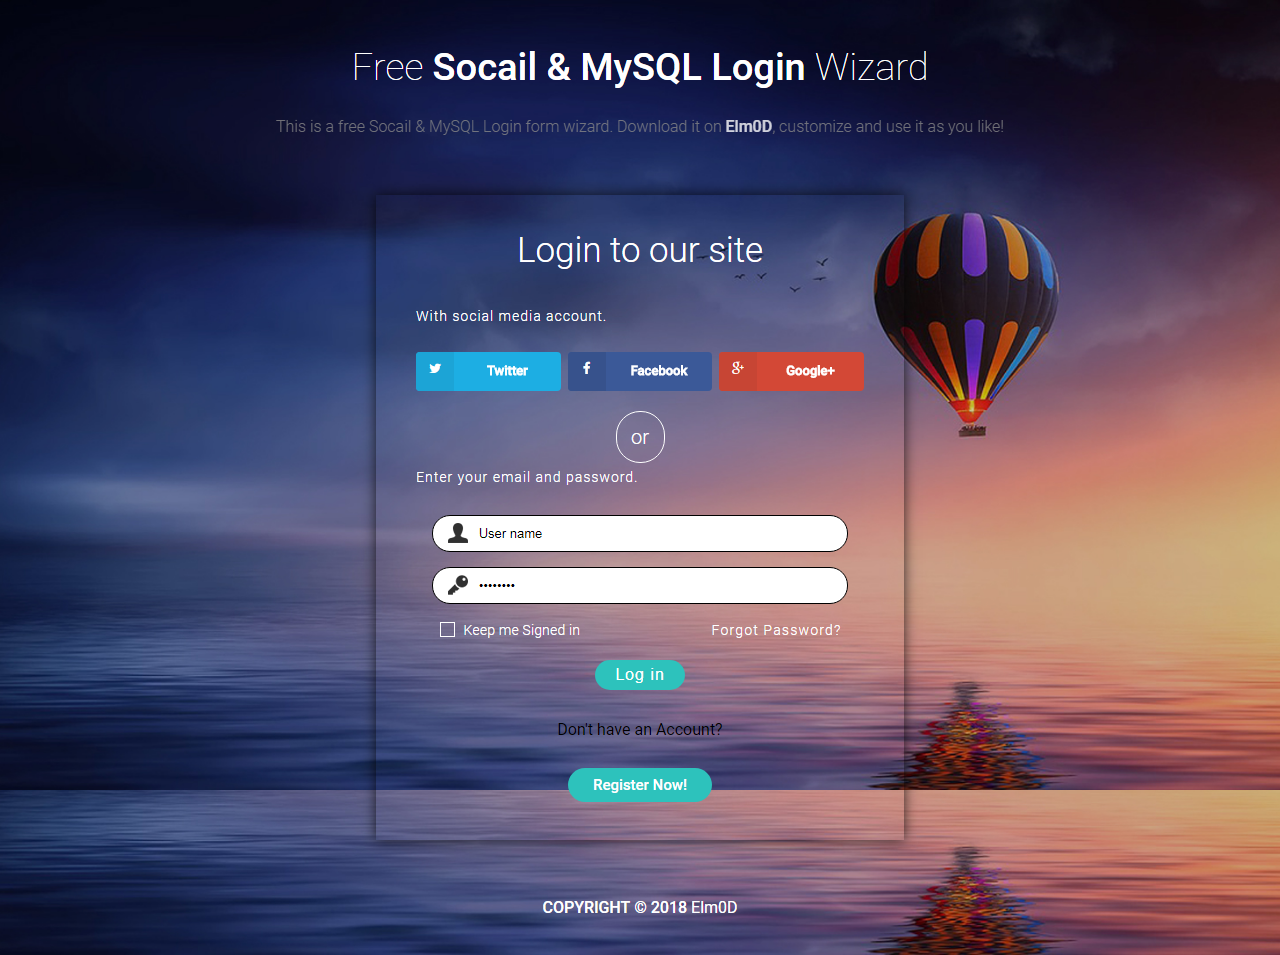 Free Socail & MySQL Login Wizard
This is a free Socail & MySQL Login form wizard. Download it on Elm0D, customize and use it as you like!
Login to our site
With social media account.
Twitter
Facebook
Google+
or
Enter your email and password.
User name
••••••••
Keep me Signed in
Forgot Password?
Log in
Don't have an Account?
Register Now!
COPYRIGHT © 2018 Elm0D